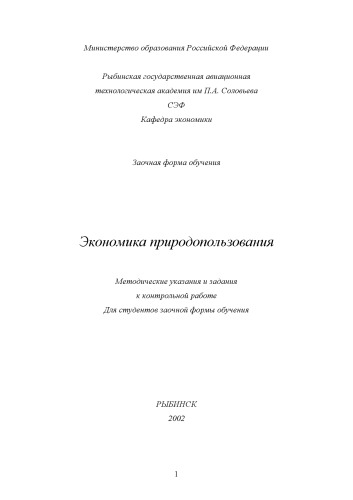 Министерство образования Российской Федерации
Рыбинская государственная авиационная
технологическая академия им П.А. Соловьева
СЭФ
Кафедра экономики
Заочная форма обучения
Экономика природопользования
Методические указания и задания
к контрольной работе
Для студентов заочной формы обучения
РЫБИНСК
2002
1